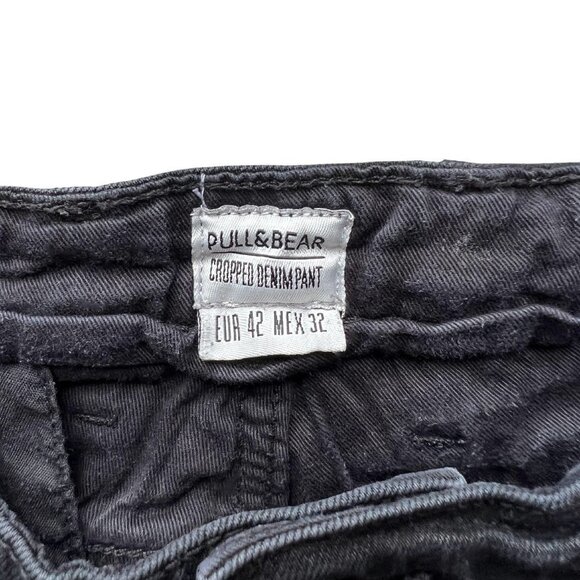 PULL&BEAR
CROPPED DENIM PANT
EUR 42 MEX 32